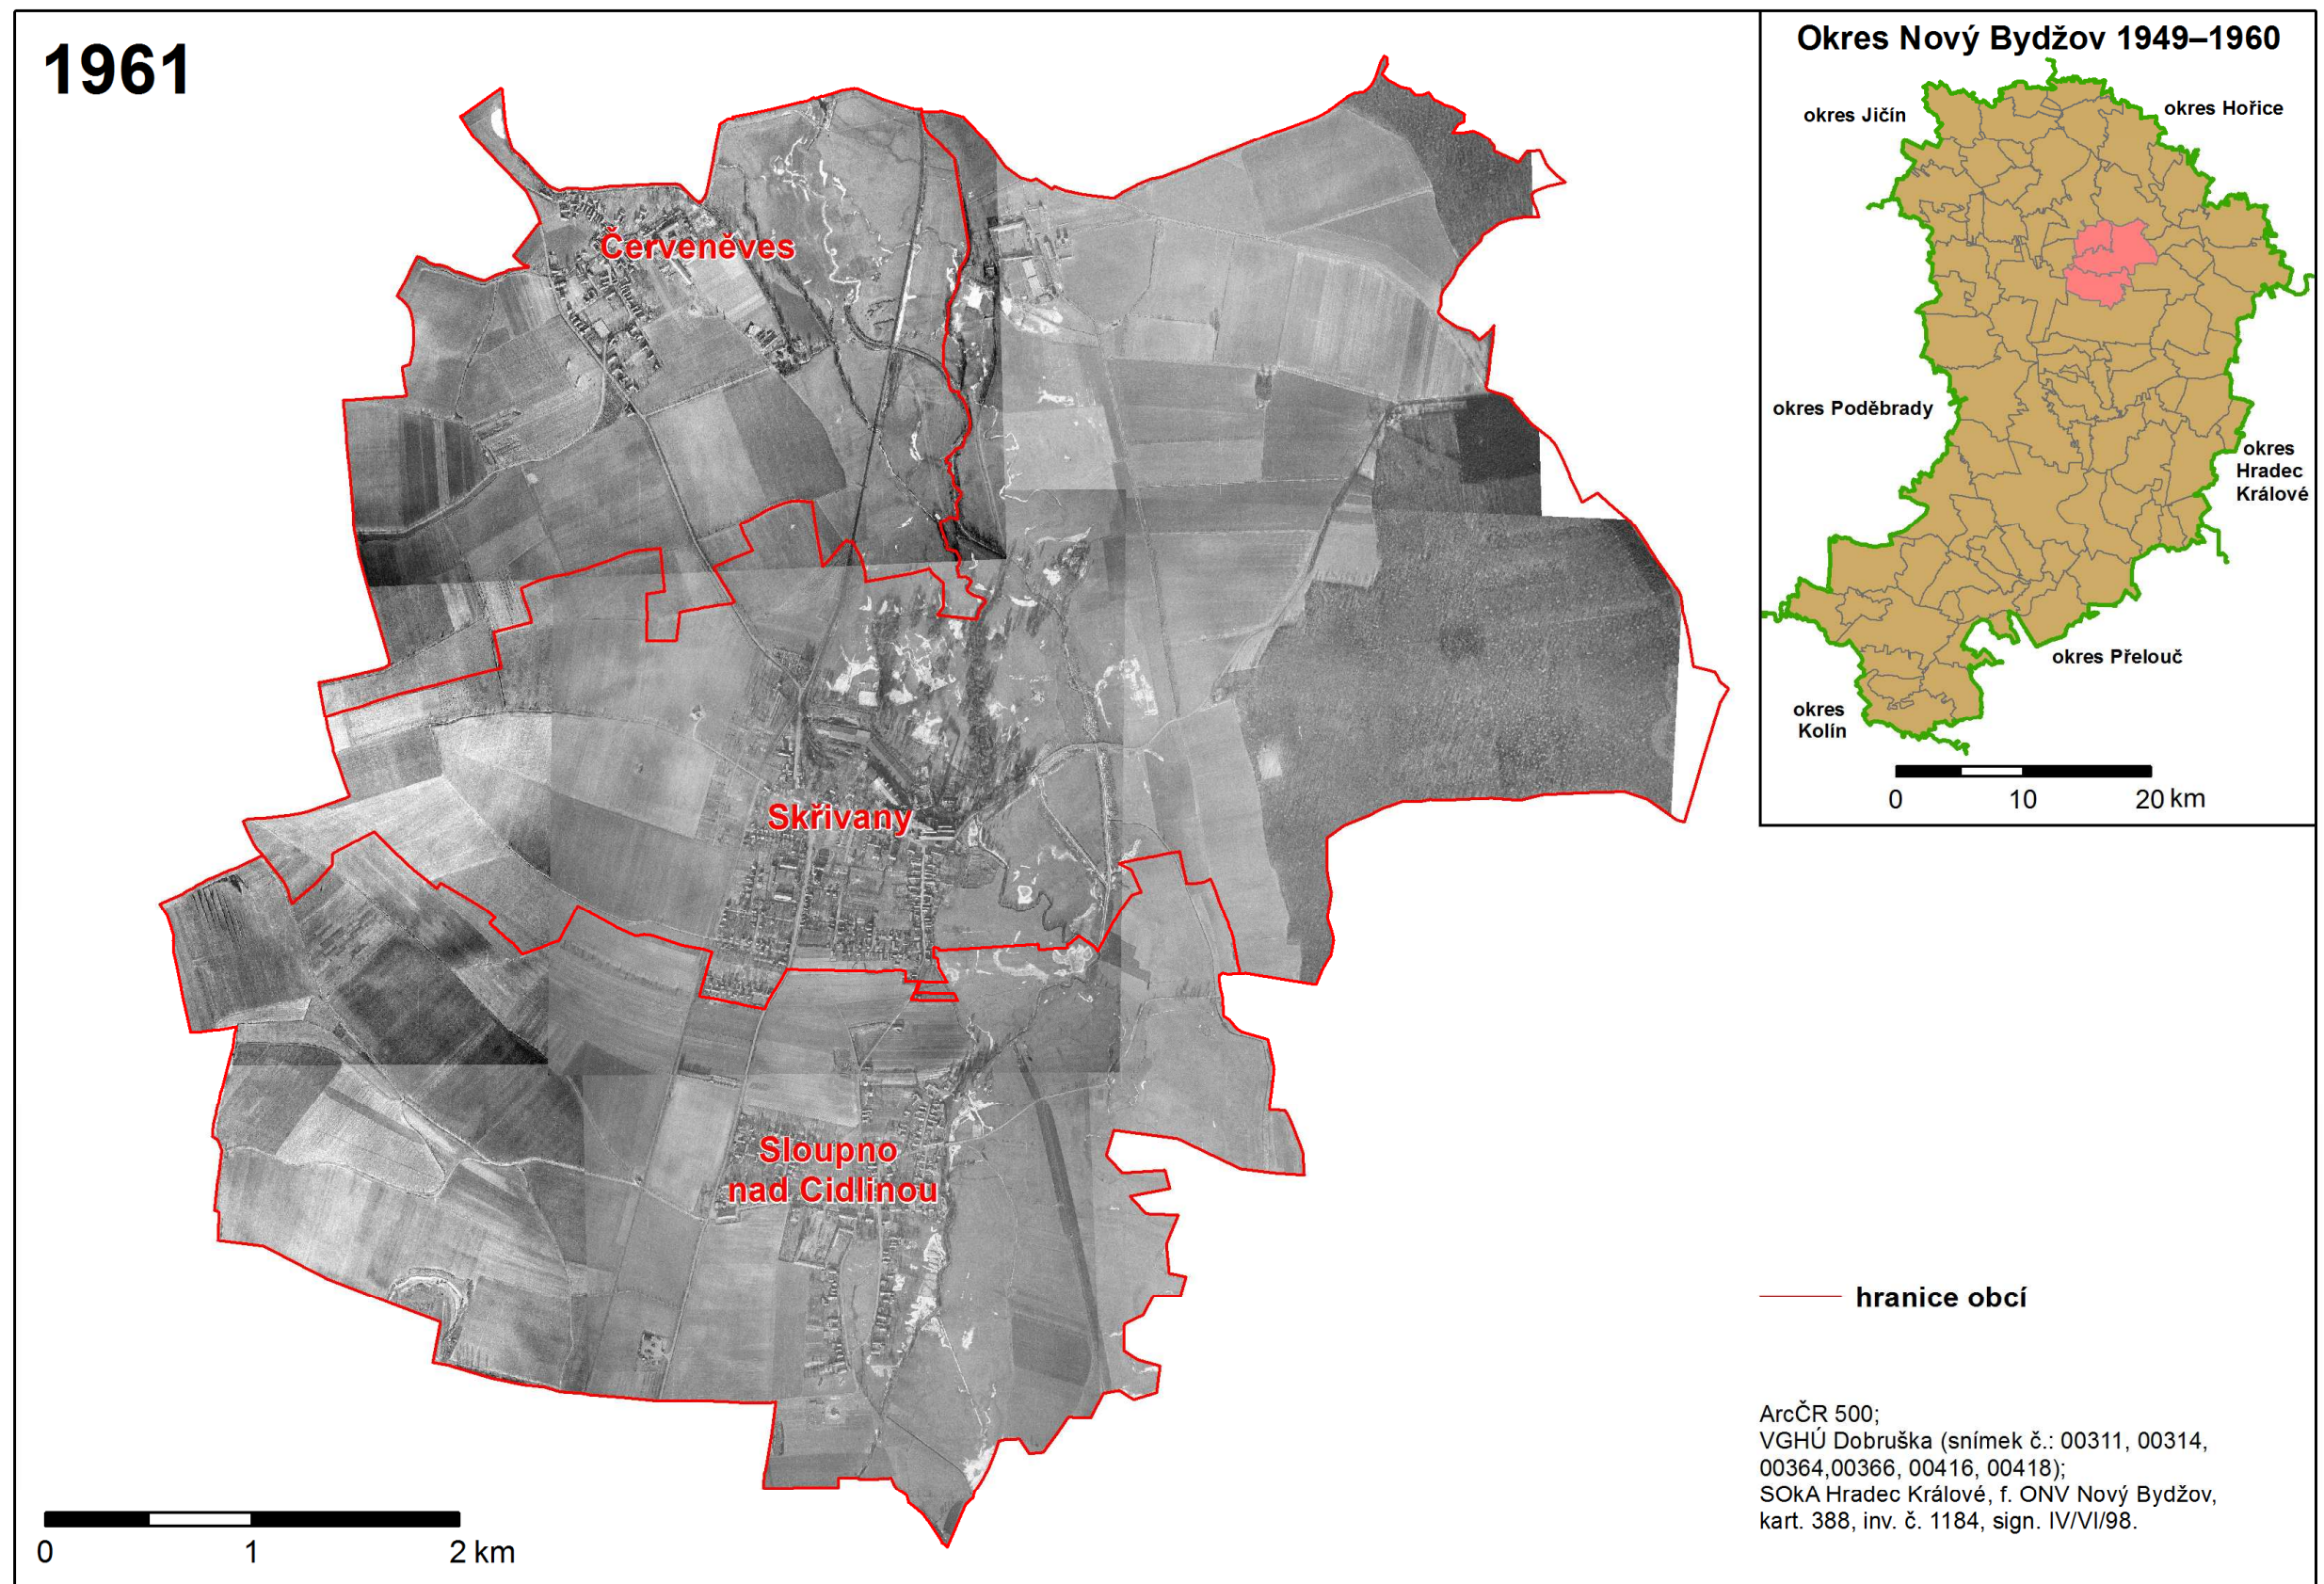 1961
Okres Nový Bydžov 1949–1960
okres Jičín
okres Hořice
okres Poděbrady
okres
Hradec
Králové
okres Přelouč
okres
Kolín
0 10 20 km
Červeněves
Skřivany
Sloupno
nad Cidlinou
hranice obcí
ArcČR 500;
VGHÚ Dobruška (snímek č.: 00311, 00314,
00364,00366, 00416, 00418);
SOkA Hradec Králové, f. ONV Nový Bydžov,
kart. 388, inv. č. 1184, sign. IV/VI/98.
0 1 2 km